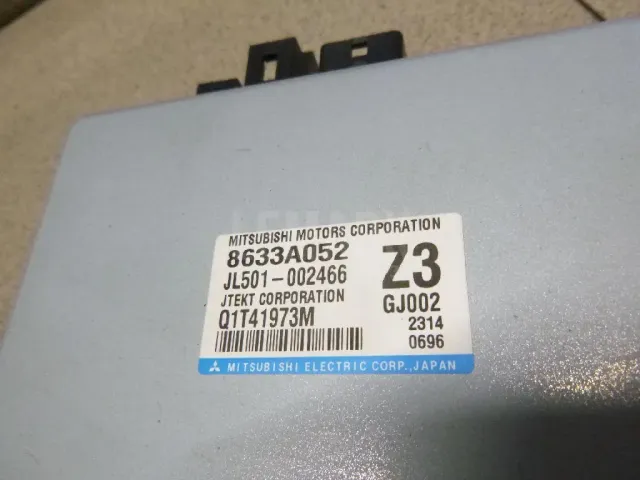 MITSUBISHI MOTORS CORPORATION
8633A052
Z3
JL501-002466
JTEKT CORPORATION
GJ002
Q1T41973M
2314
0696
MITSUBISHI ELECTRIC CORP., JAPAN